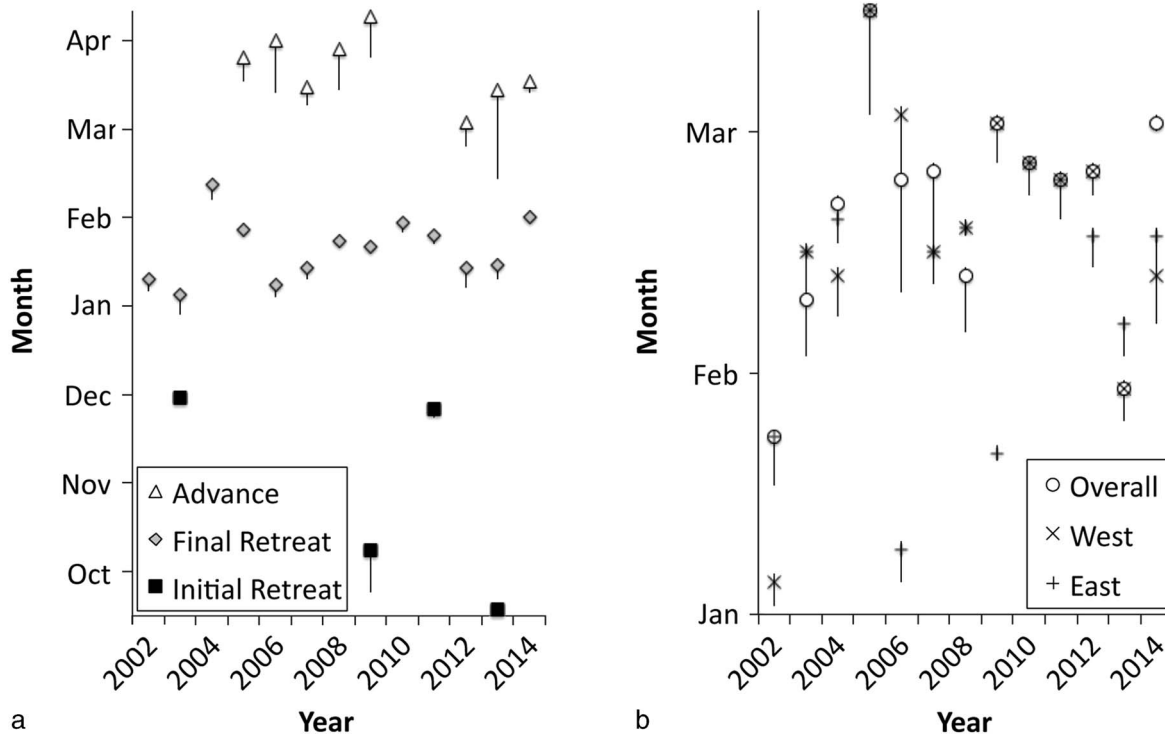 Apr
Mar
Feb
Jan
Dec
Nov
Oct
Month
Advance
Final Retreat
Initial Retreat
2002
2004
2006
2008
2010
2012
2014
Year
a
Mar
Feb
Jan
Month
Overall
West
East
2002
2004
2006
2008
2010
2012
2014
Year
b